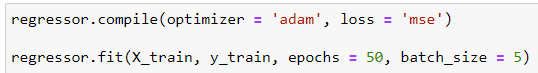 regressor.compile(optimizer = 'adam', loss = 'mse')
regressor.fit(X_train, y_train, epochs = 50, batch_size = 5)